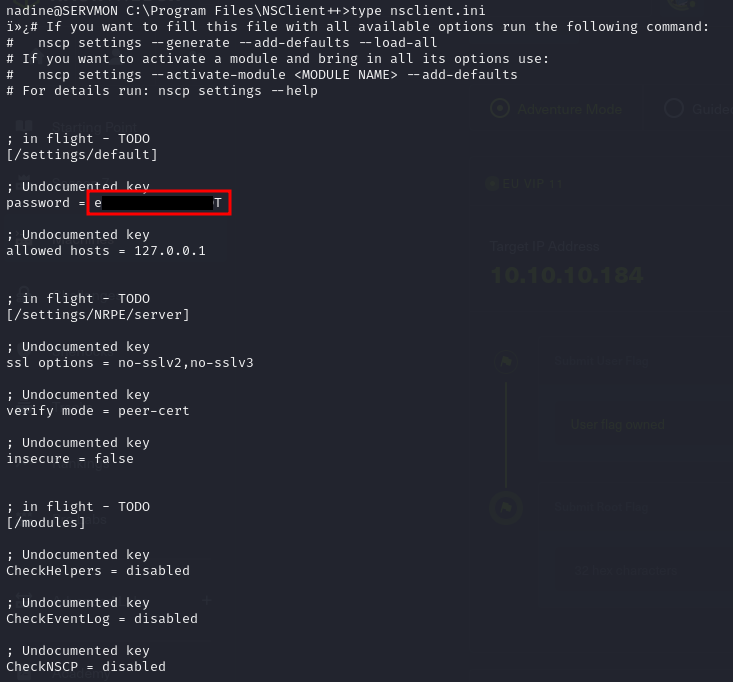 nadine@SERVMON C:\Program Files\NSClient++>type nsclient.ini
ï»¿# If you want to fill this file with all available options run the following command:
#   nscp settings --generate --add-defaults --load-all
# If you want to activate a module and bring in all its options use:
#   nscp settings --activate-module <MODULE NAME> --add-defaults
# For details run: nscp settings --help
Adventure Mode
Guide
; in flight - TODO
[/settings/default]
EU VIP 11
; Undocumented key
password = e T
; Undocumented key
allowed hosts = 127.0.0.1
Target IP Address
10.10.10.184
; in flight - TODO
[/settings/NRPE/server]
; Undocumented key
ssl options = no-sslv2,no-sslv3
; Undocumented key
verify mode = peer-cert
User flag owned
; Undocumented key
insecure = false
; in flight - TODO
[/modules]
; Undocumented key
CheckHelpers = disabled
; Undocumented key
CheckEventLog = disabled
; Undocumented key
CheckNSCP = disabled